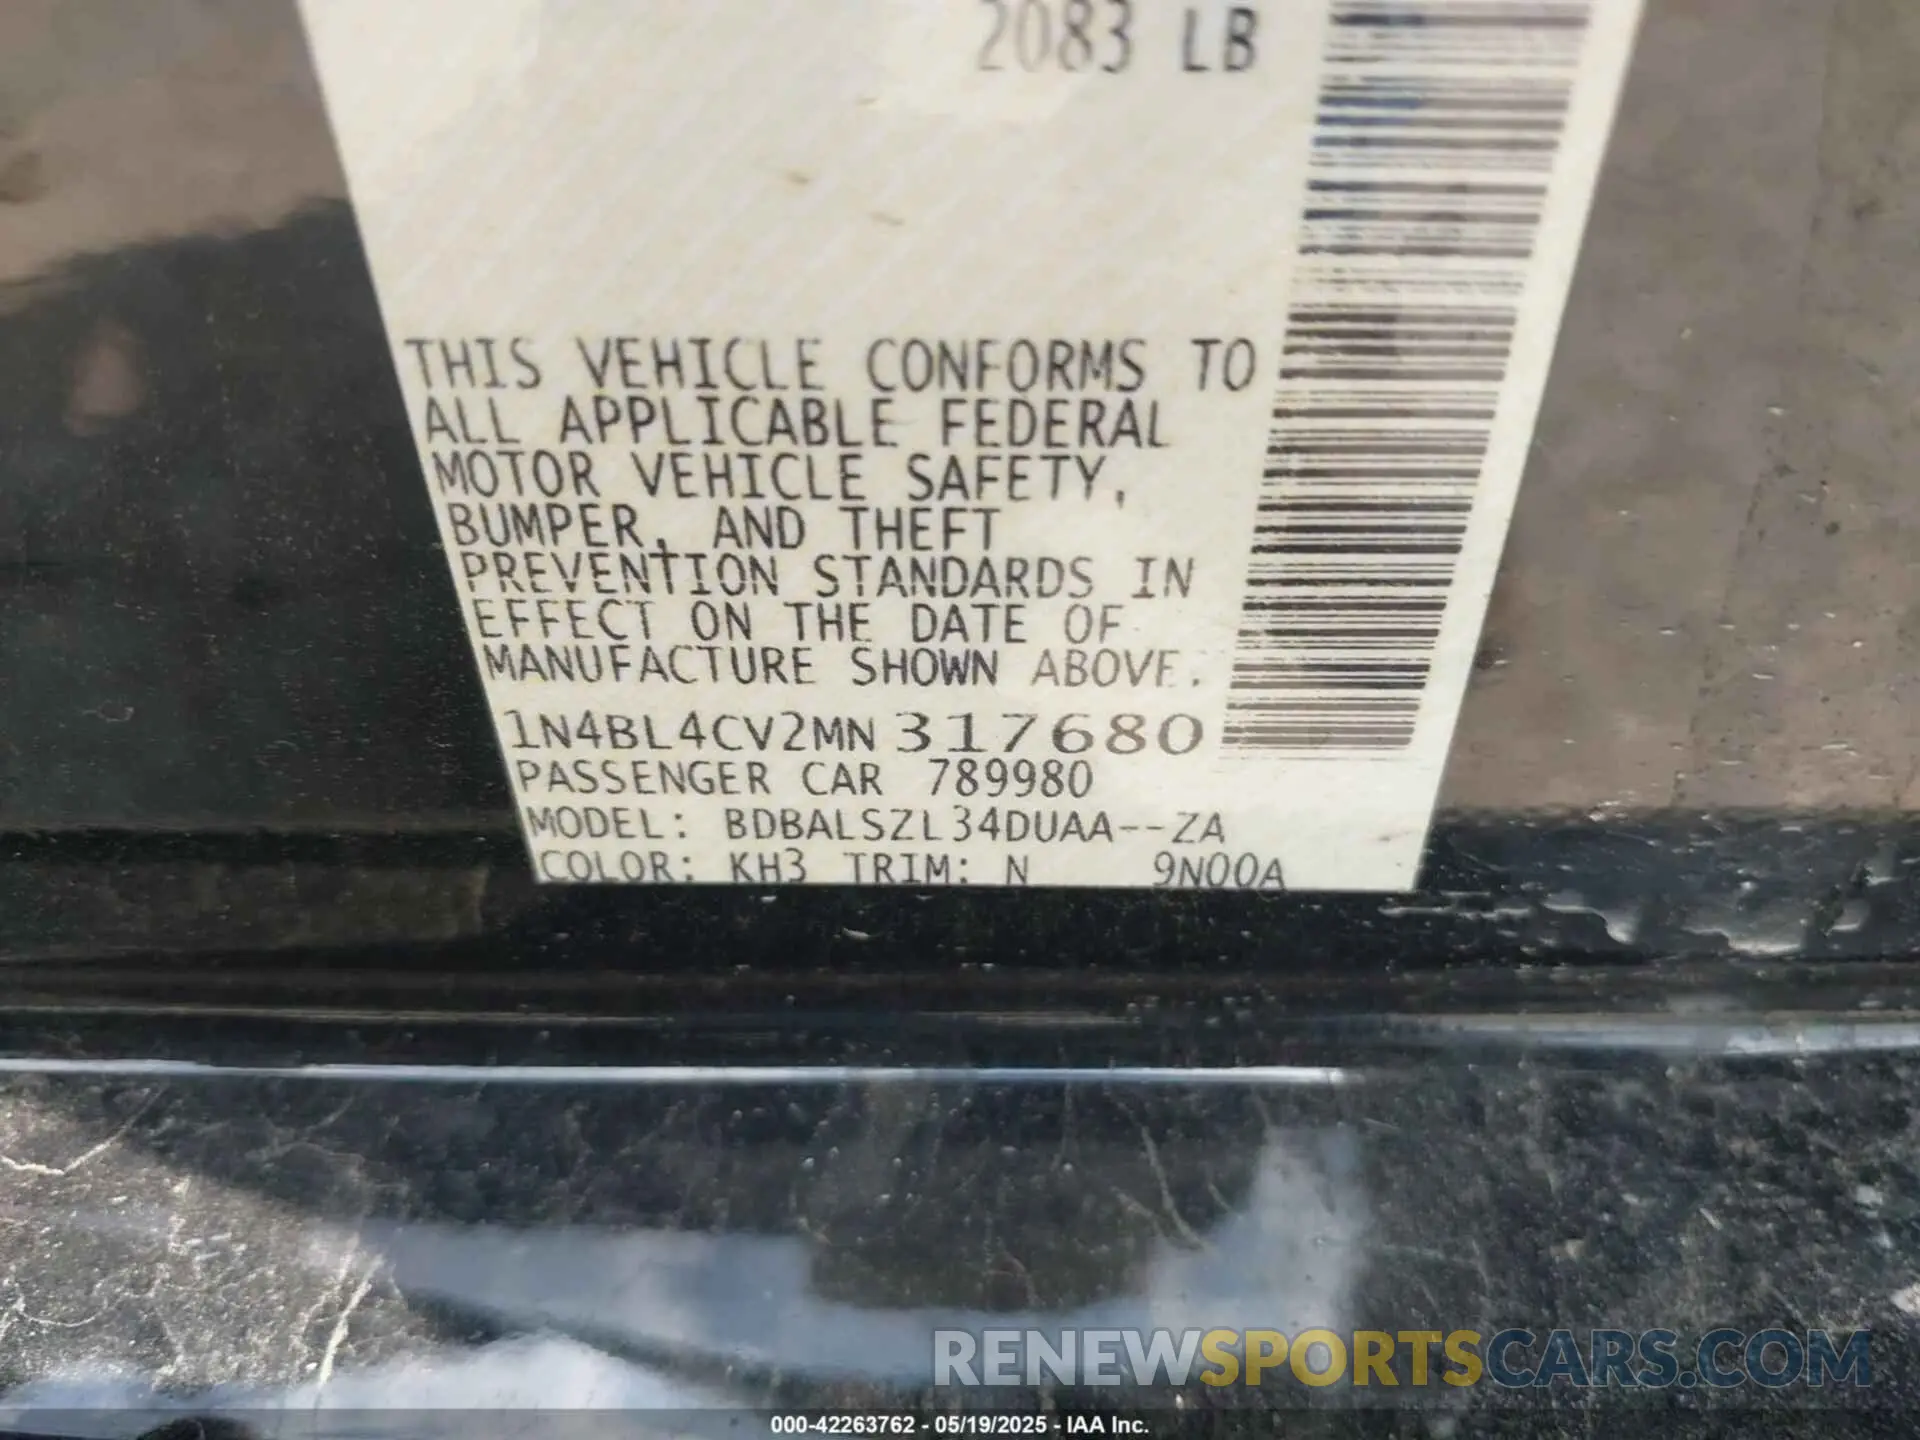 2083 LB
THIS VEHICLE CONFORMS TO
ALL APPLICABLE FEDERAL
MOTOR VEHICLE SAFETY,
BUMPER, AND THEFT
PREVENTION STANDARDS IN
EFFECT ON THE DATE OF
MANUFACTURE SHOWN ABOVE.
1N4BL4CV2MN317680
PASSENGER CAR 789980
MODEL: BDBALSZL34DUAA--ZA
COLOR: KH3 TRIM: N 9N00A
RENEWSPORTSCARS.COM
000-42263762 - 05/19/2025 - IAA Inc.